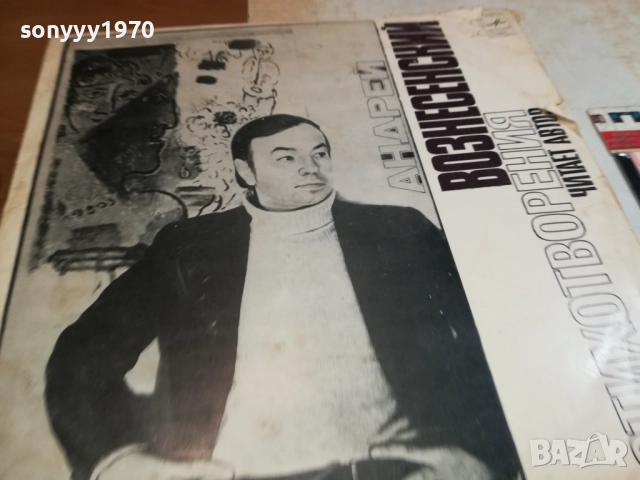 sonyyy1970
АНДРЕЙ
ВОЗНЕСЕНСКИЙ
СТИХОТВОРЕНИЯ
ЧИТАЕТ АВТОР
BAZAR